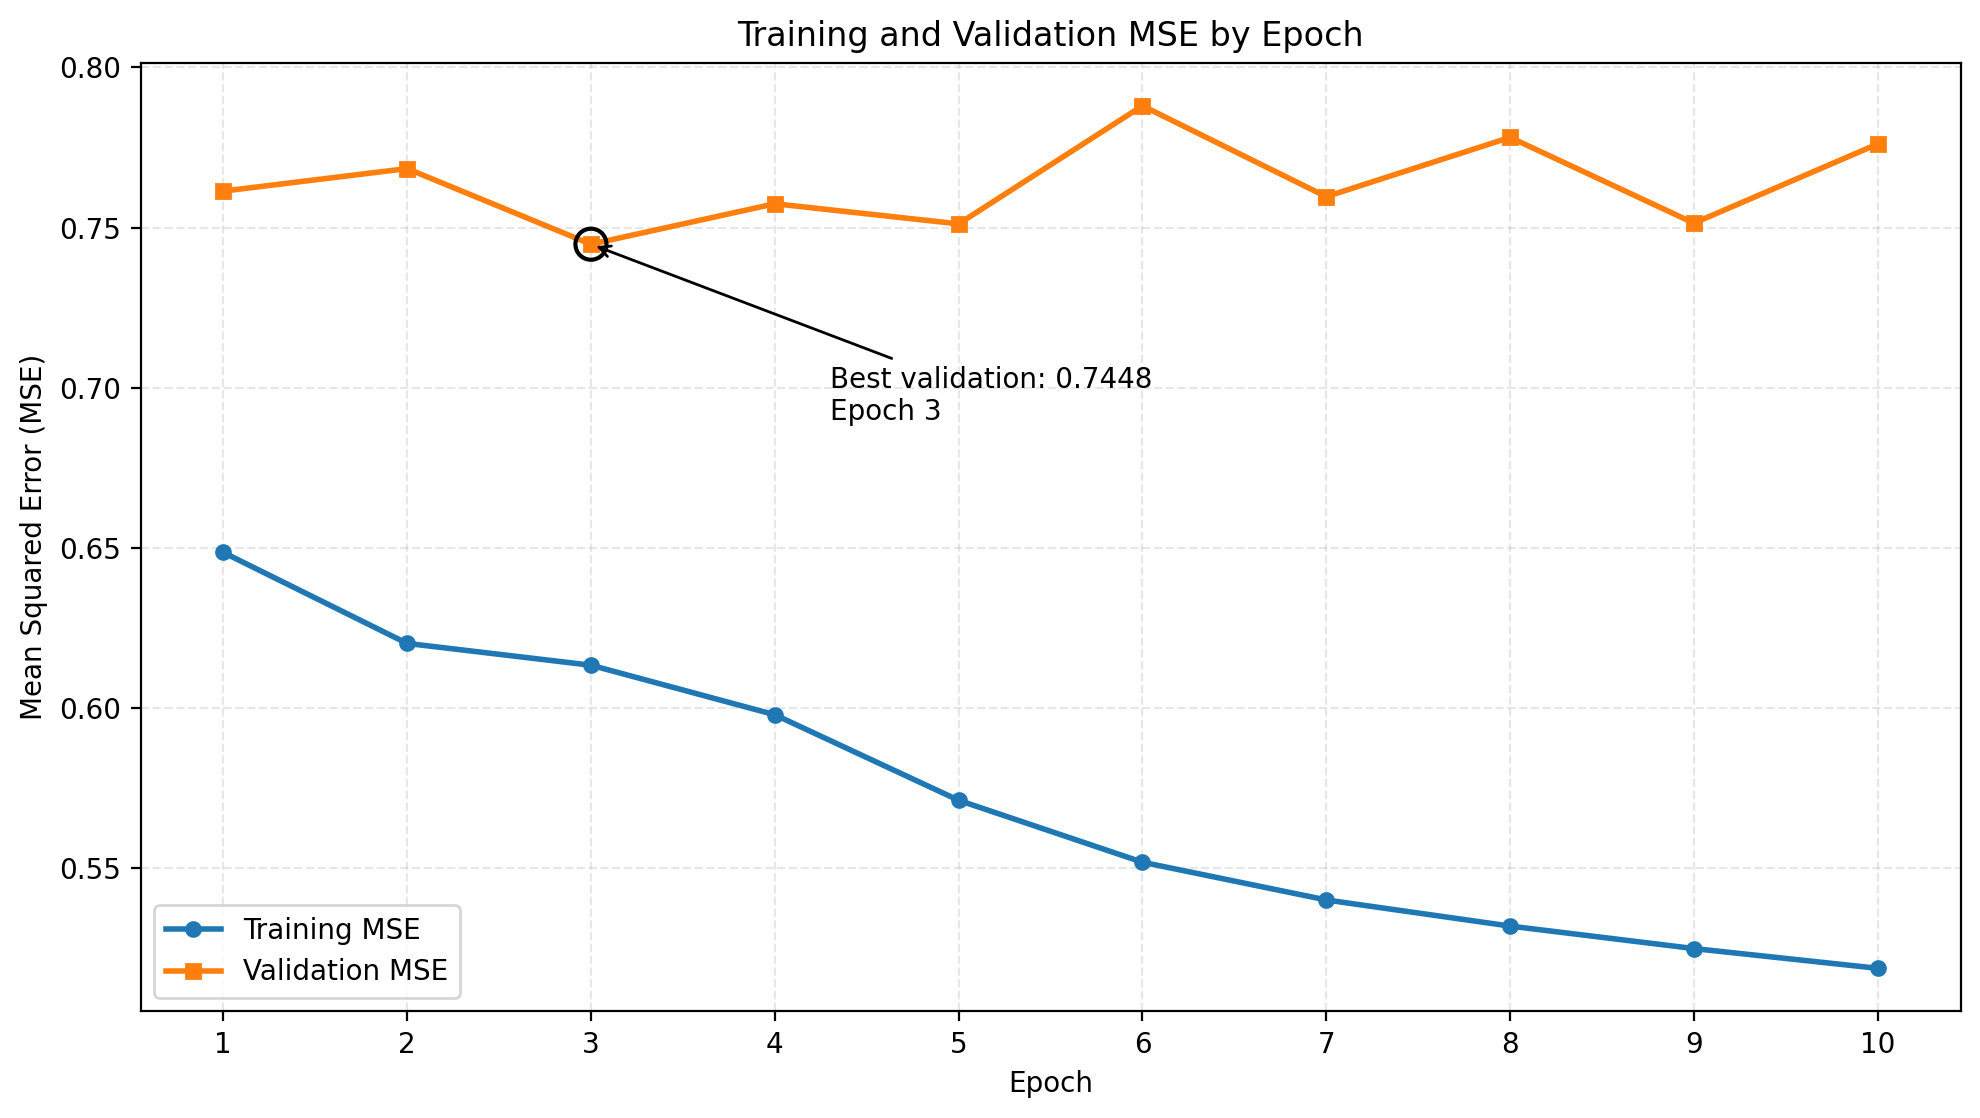 Training and Validation MSE by Epoch
Mean Squared Error (MSE)
0.80
0.75
0.70
0.65
0.60
0.55
Best validation: 0.7448
Epoch 3
Training MSE
Validation MSE
1 2 3 4 5 6 7 8 9 10
Epoch